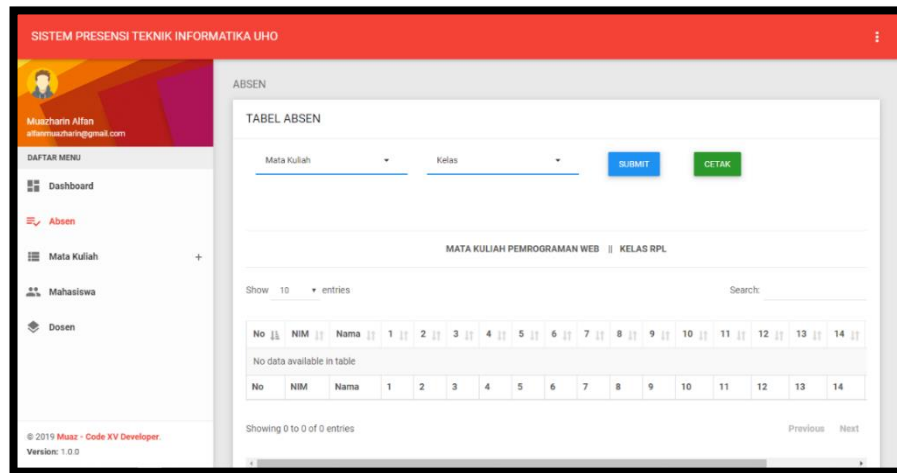 SISTEM PRESENSI TEKNIK INFORMATIKA UHO
Muazharin Alfan
alfanmuazharin@gmail.com
DAFTAR MENU
Dashboard
Absen
Mata Kuliah +
Mahasiswa
Dosen
© 2019 Muaz - Code XV Developer.
Version: 1.0.0
ABSEN
TABEL ABSEN
Mata Kuliah Kelas SUBMIT CETAK
MATA KULIAH PEMROGRAMAN WEB || KELAS RPL
Show 10 entries Search:
No NIM Nama 1 2 3 4 5 6 7 8 9 10 11 12 13 14
No data available in table
No NIM Nama 1 2 3 4 5 6 7 8 9 10 11 12 13 14
Showing 0 to 0 of 0 entries Previous Next